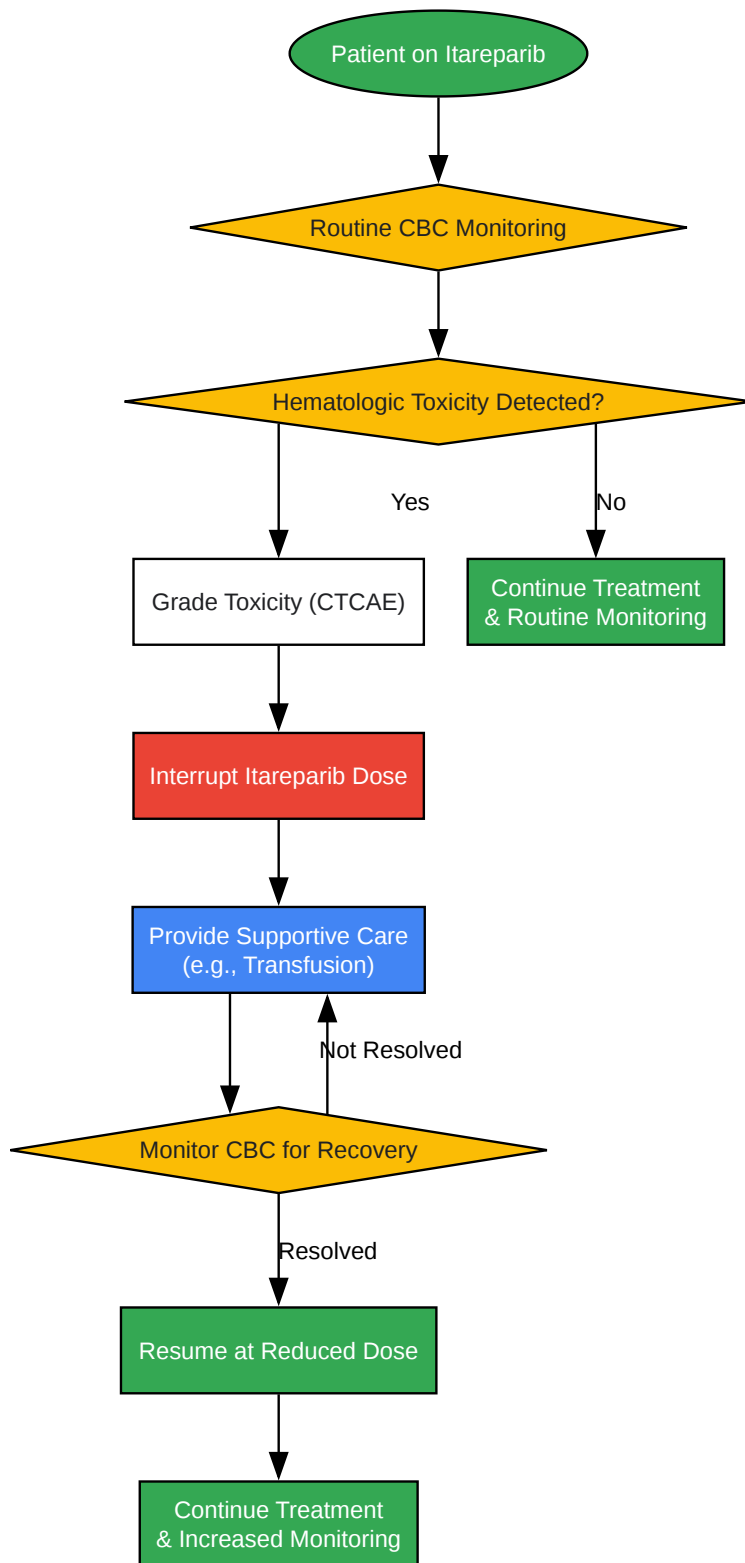 Patient on Itareparib
Routine CBC Monitoring
Hematologic Toxicity Detected?
Yes
No
Grade Toxicity (CTCAE)
Continue Treatment
& Routine Monitoring
Interrupt Itareparib Dose
Provide Supportive Care
(e.g., Transfusion)
Not Resolved
Monitor CBC for Recovery
Resolved
Resume at Reduced Dose
Continue Treatment
& Increased Monitoring